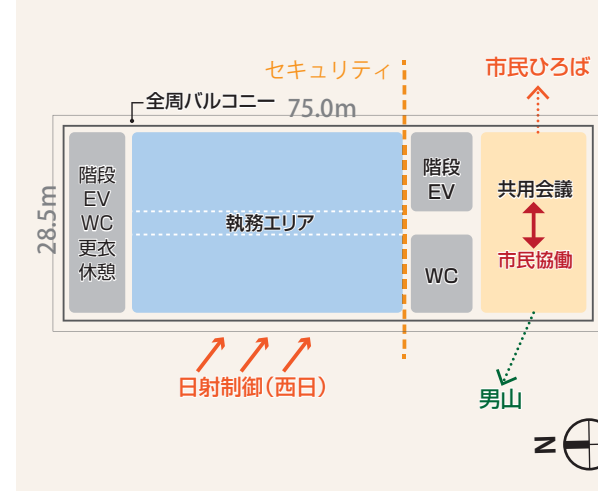 セキュリティ
市民ひろば
全周バルコニー
75.0m
28.5m
階段
EV
WC
更衣
休憩
執務エリア
階段
EV
WC
共用会議
市民協働
日射制御(西日)
男山
N